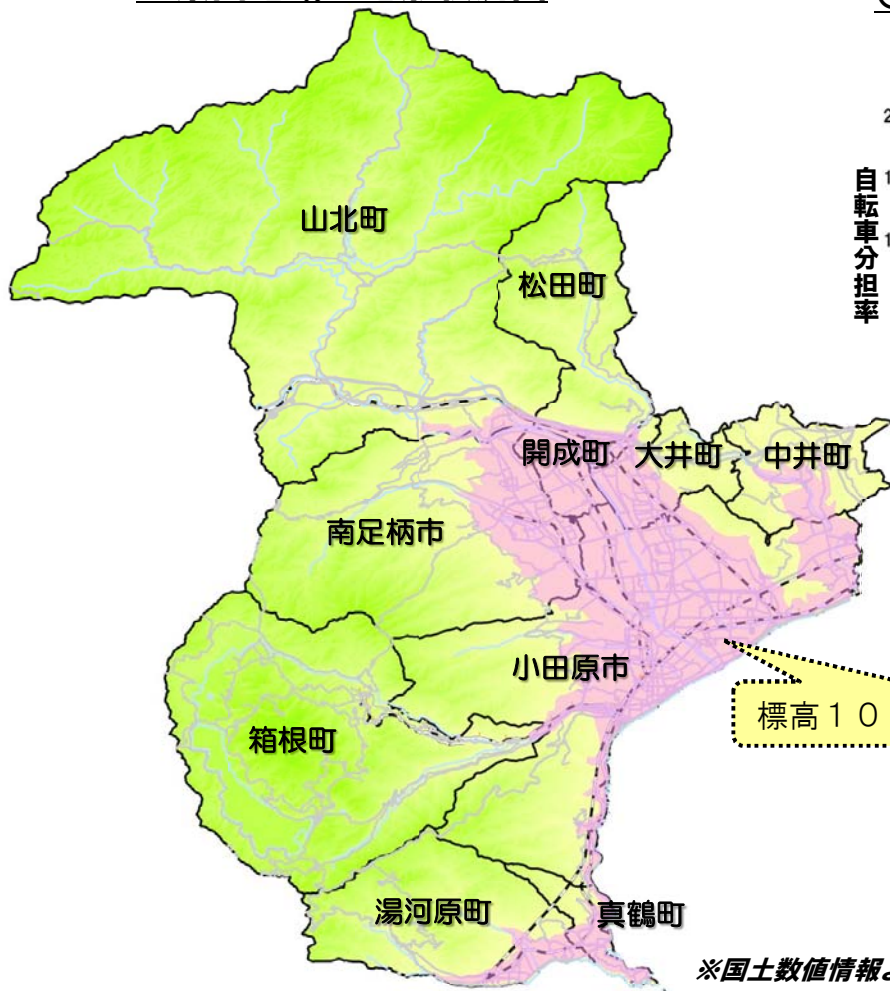 自転車分担率
山北町
松田町
開成町
大井町
中井町
南足柄市
小田原市
標高１０
箱根町
湯河原町
真鶴町
※国土数値情報